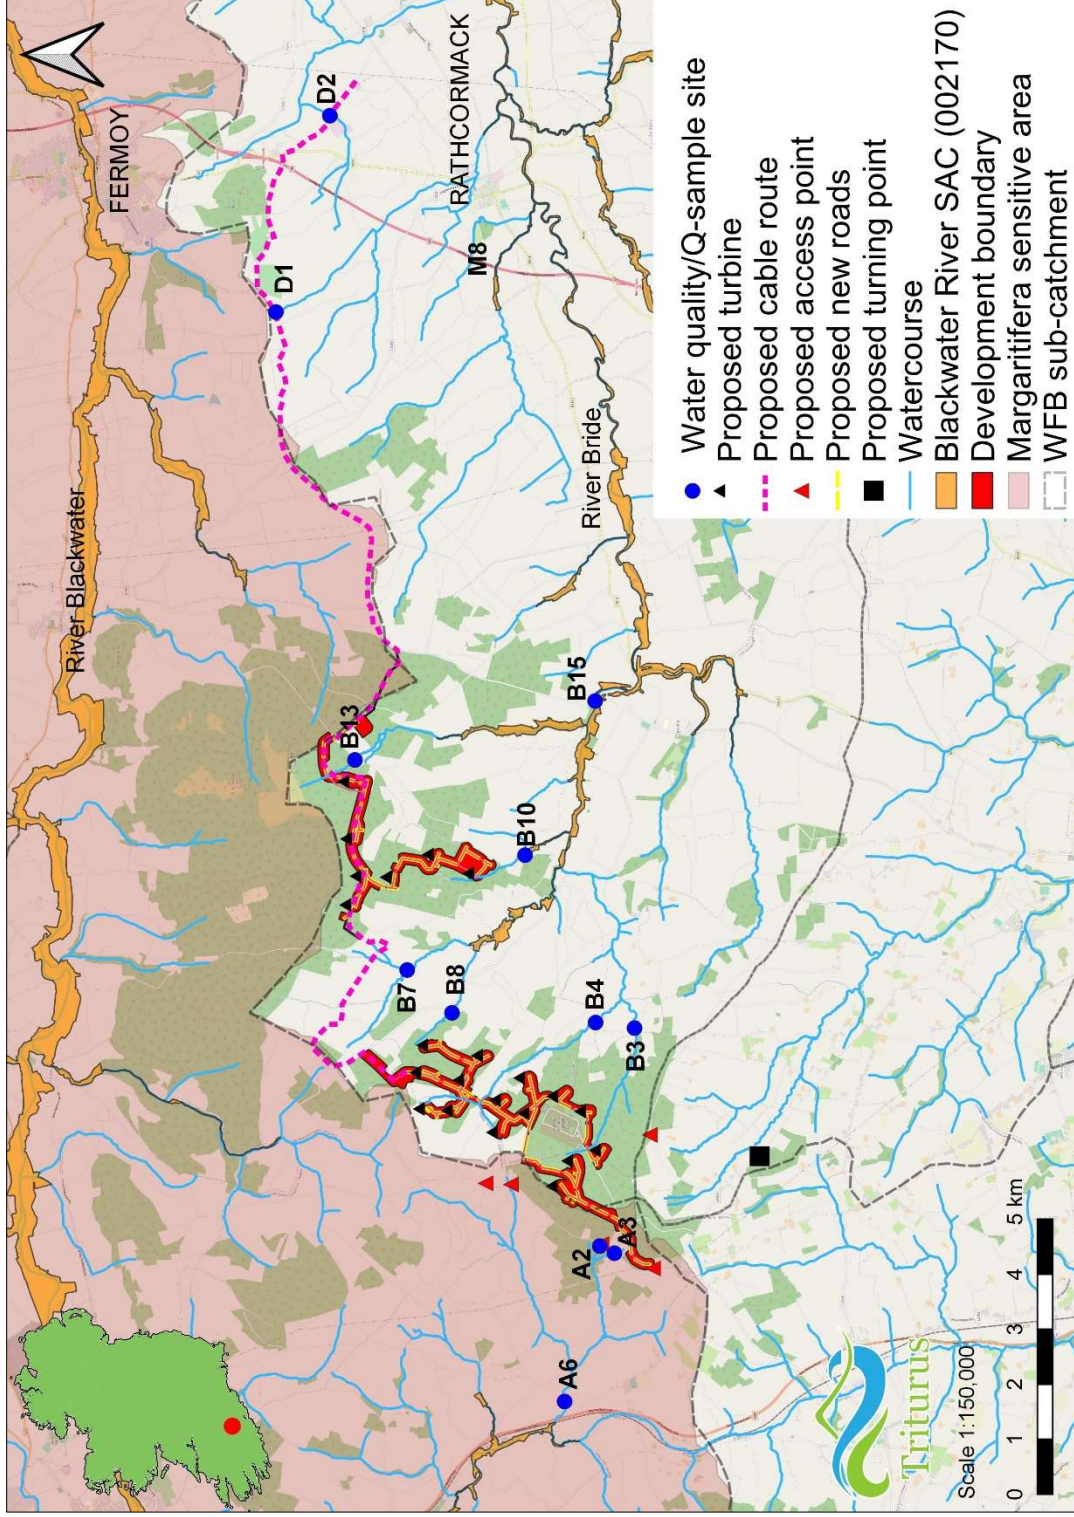 FERMOY
River Blackwater
D2
D1
RATHCORMACK
M8
River Bride
B13
B15
B10
B7
B8
B4
B3
A2
A3
A6
Water quality/Q-sample site
Proposed turbine
Proposed cable route
Proposed access point
Proposed new roads
Proposed turning point
Watercourse
Blackwater River SAC (002170)
Development boundary
Margaritifera sensitive area
WFB sub-catchment
Triturus
Scale 1:150,000
0 1 2 3 4 5 km